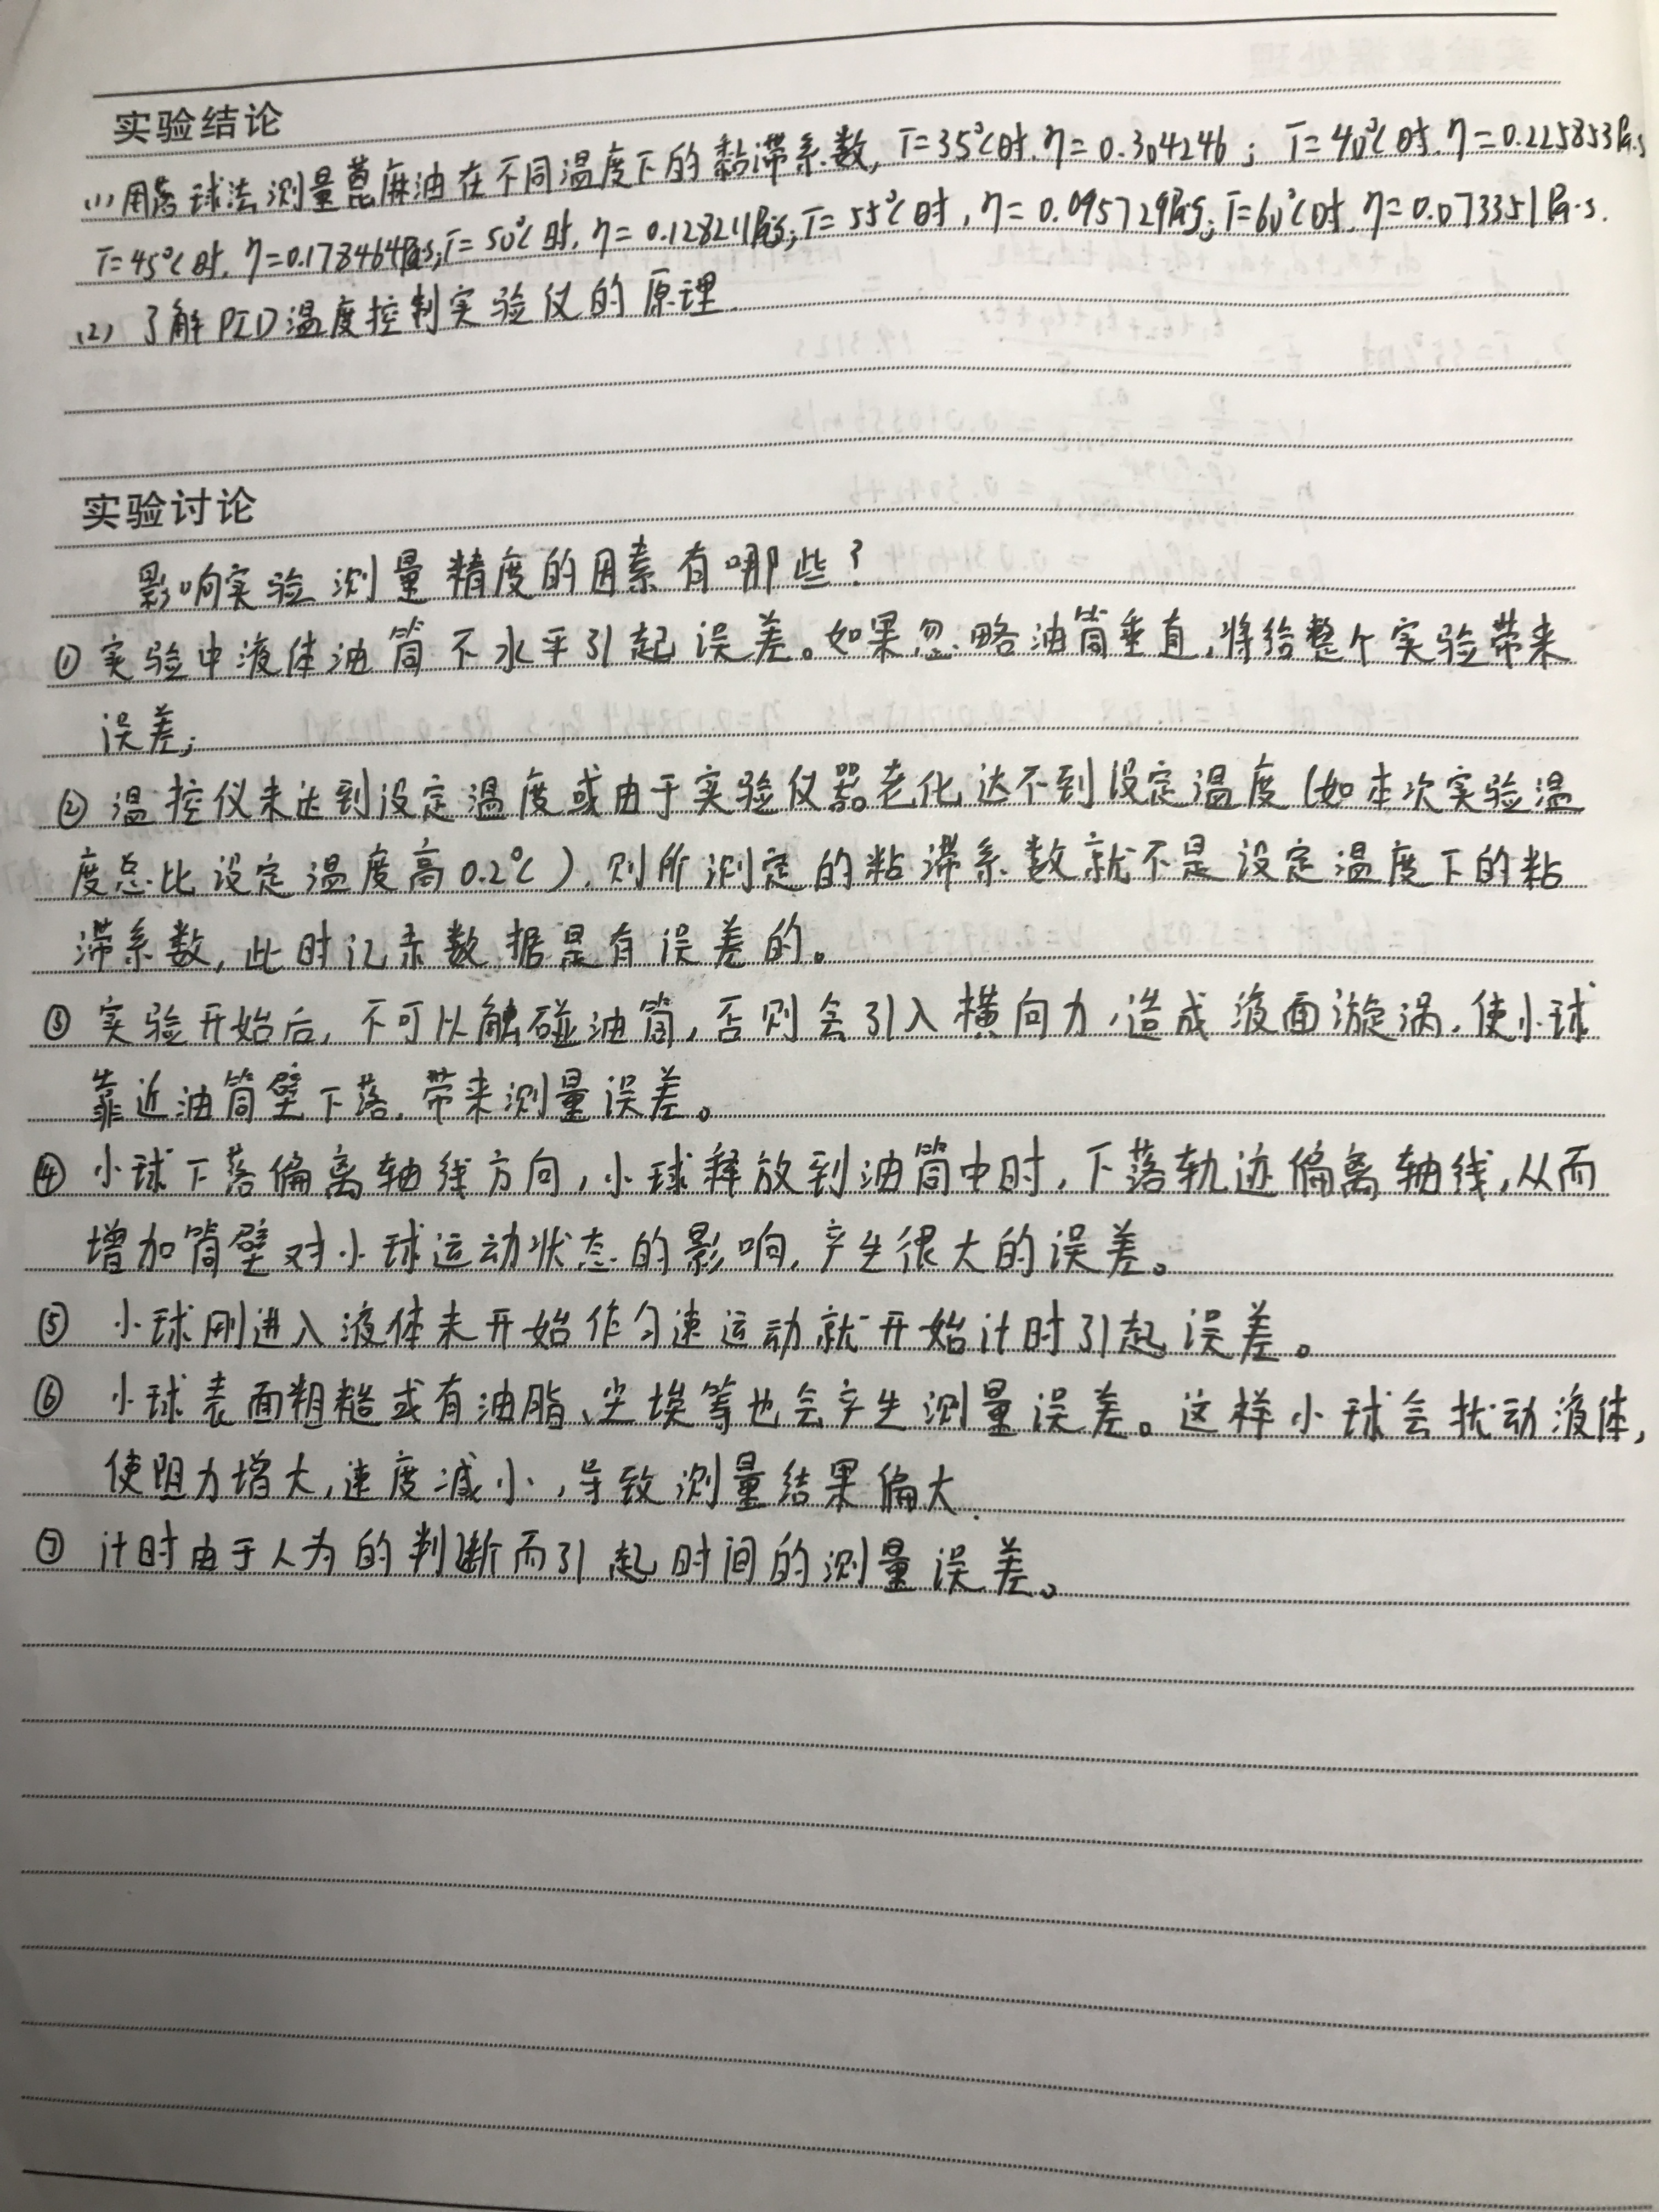 实验结论
(1) 用落球法测量蓖麻油在不同温度下的黏滞系数, T=35℃时, η=0.304246; T=40℃时, η=0.225853Pa·s
T=45℃时, η=0.178464Pa·s; T=50℃时, η=0.128211Pa·s; T=55℃时, η=0.095729Pa·s; T=60℃时, η=0.073351Pa·s.
(2) 了解PID温度控制实验仪的原理.
实验讨论
影响实验测量精度的因素有哪些?
① 实验中液体油筒不水平引起误差。如果忽略油筒垂直,将给整个实验带来
误差;
② 温控仪未达到设定温度或由于实验仪器老化达不到设定温度(如本次实验温
度总比设定温度高0.2℃),则所测定的粘滞系数就不是设定温度下的粘
滞系数,此时记录数据是有误差的。
③ 实验开始后,不可以触碰油筒,否则会引入横向力,造成液面漩涡,使小球
靠近油筒壁下落,带来测量误差。
④ 小球下落偏离轴线方向,小球释放到油筒中时,下落轨迹偏离轴线,从而
增加筒壁对小球运动状态的影响,产生很大的误差。
⑤ 小球刚进入液体未开始作匀速运动就开始计时引起误差。
⑥ 小球表面粗糙或有油脂、尘埃等也会产生测量误差。这样小球会扰动液体,
使阻力增大,速度减小,导致测量结果偏大.
⑦ 计时由于人为的判断而引起时间的测量误差。